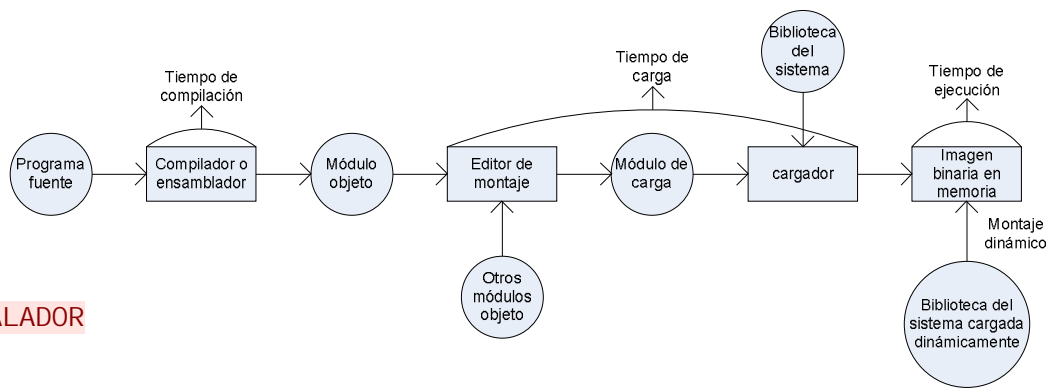 Biblioteca
del
sistema
Tiempo de
carga
Tiempo de
ejecución
Tiempo de
compilación
Programa
fuente
Compilador o
ensamblador
Módulo
objeto
Editor de
montaje
Módulo de
carga
cargador
Imagen
binaria en
memoria
Montaje
dinámico
Otros
módulos
objeto
Biblioteca del
sistema cargada
dinámicamente
ALADOR